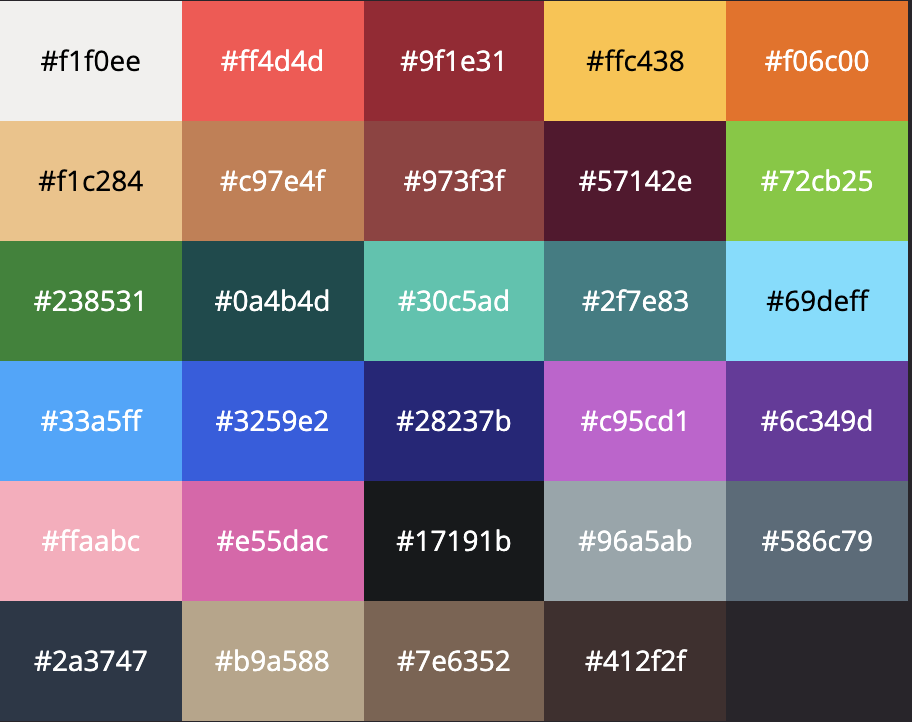 #f1f0ee #ff4d4d #9f1e31 #ffc438 #f06c00
#f1c284 #c97e4f #973f3f #57142e #72cb25
#238531 #0a4b4d #30c5ad #2f7e83 #69deff
#33a5ff #3259e2 #28237b #c95cd1 #6c349d
#ffaabc #e55dac #17191b #96a5ab #586c79
#2a3747 #b9a588 #7e6352 #412f2f